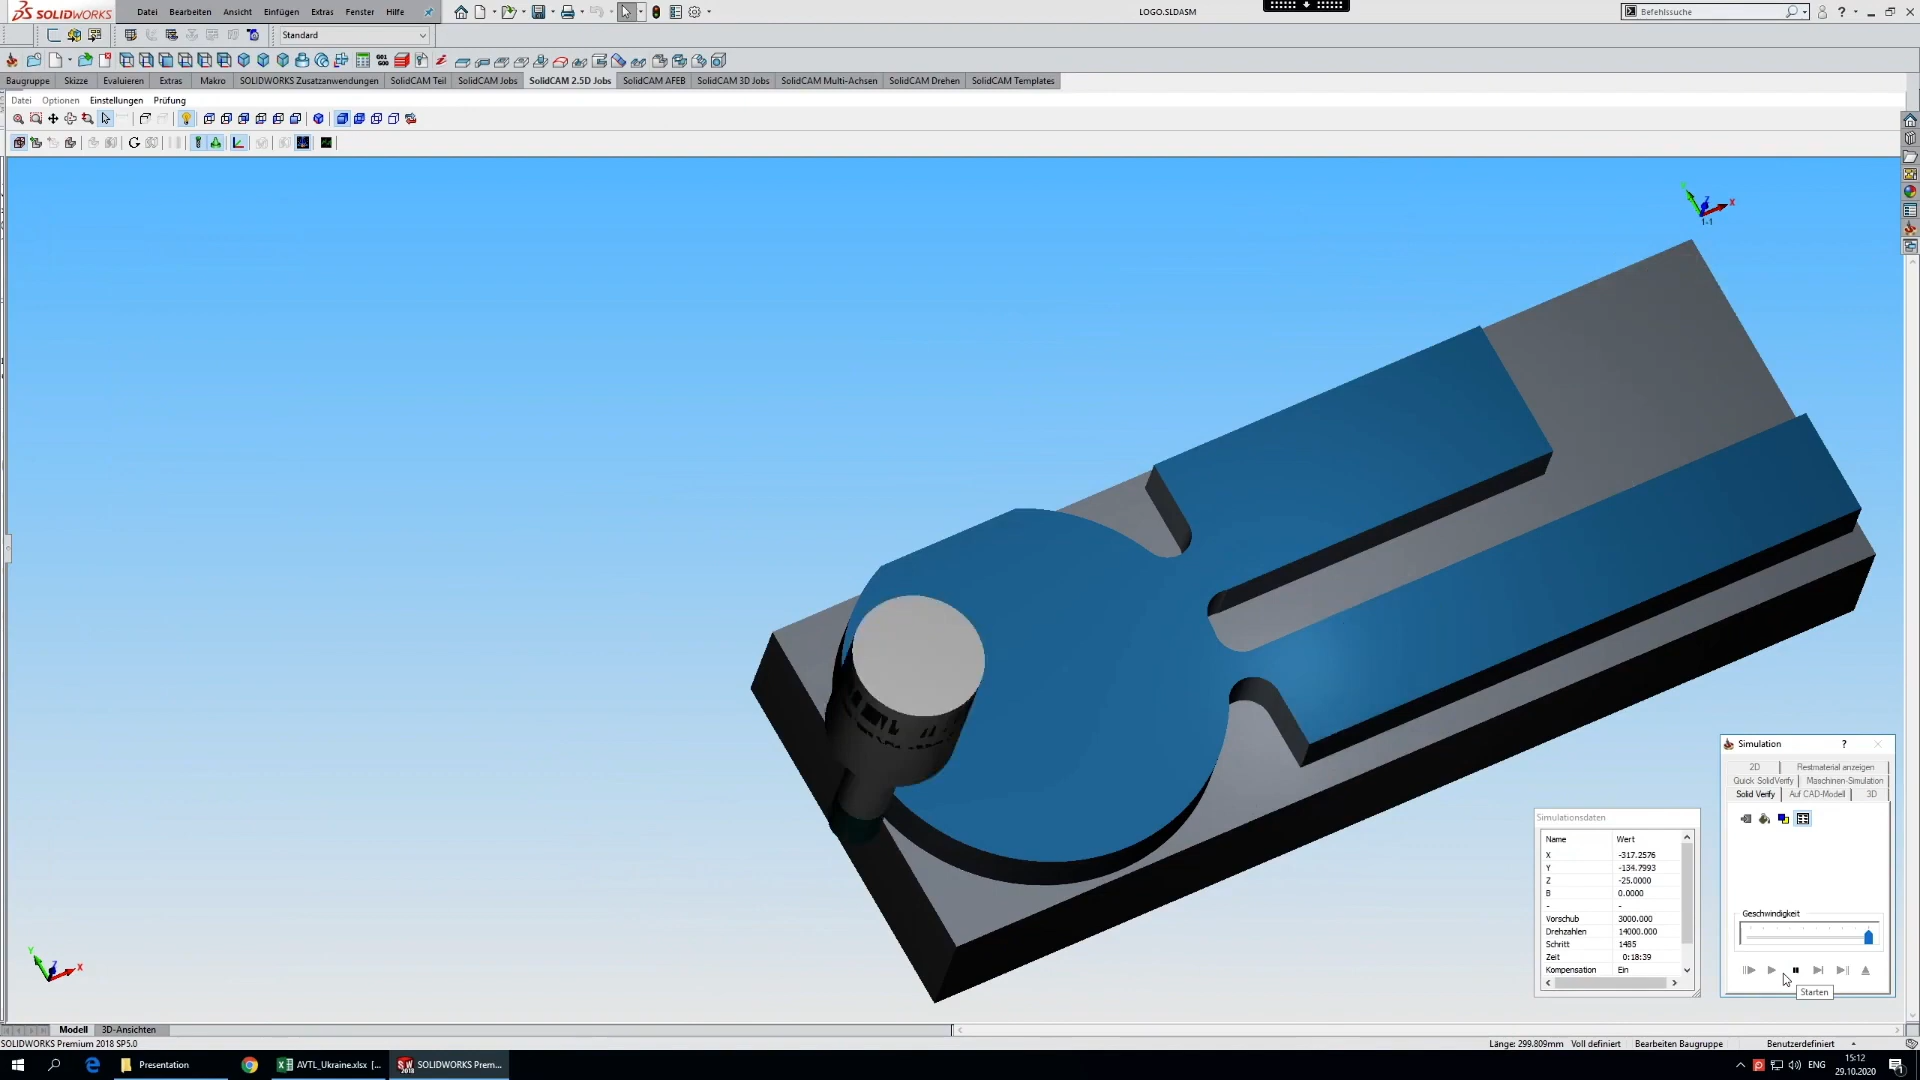 SOLIDWORKS
Datei Bearbeiten Ansicht Einfügen Extras Fenster Hilfe
LOGO.SLDASM
Befehlssuche
Standard
Baugruppe Skizze Evaluieren Extras Makro SOLIDWORKS Zusatzanwendungen SolidCAM Teil SolidCAM Jobs SolidCAM 2.5D Jobs SolidCAM AFEB SolidCAM 3D Jobs SolidCAM Multi-Achsen SolidCAM Drehen SolidCAM Templates
Datei Optionen Einstellungen Prüfung
X
1-1
Simulation ?
2D Restmaterial anzeigen
Quick SolidVerify Maschinen-Simulation
Solid Verify Auf CAD-Modell 3D
Geschwindigkeit
Starten
Simulationsdaten
Name Wert
X -317.2576
Y -134.7993
Z -25.0000
B 0.0000
- -
Vorschub 3000.000
Drehzahlen 14000.000
Schritt 1485
Zeit 0:18:39
Kompensation Ein
Y
Z
X
Modell 3D-Ansichten
SOLIDWORKS Premium 2018 SP5.0
Länge: 299.809mm Voll definiert Bearbeiten Baugruppe Benutzerdefiniert
Presentation
AVTL_Ukraine.xlsx [...
SOLIDWORKS Prem...
ENG
15:12
29.10.2020